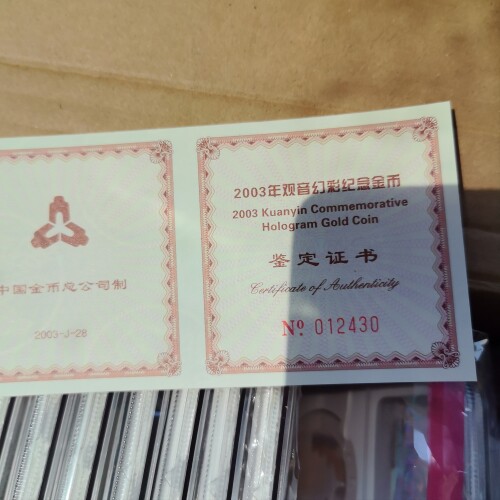 中国金币总公司制
2003-J-28
2003年观音幻彩纪念金币
2003 Kuanyin Commemorative
Hologram Gold Coin
鉴定证书
Certificate of Authenticity
Nº 012430